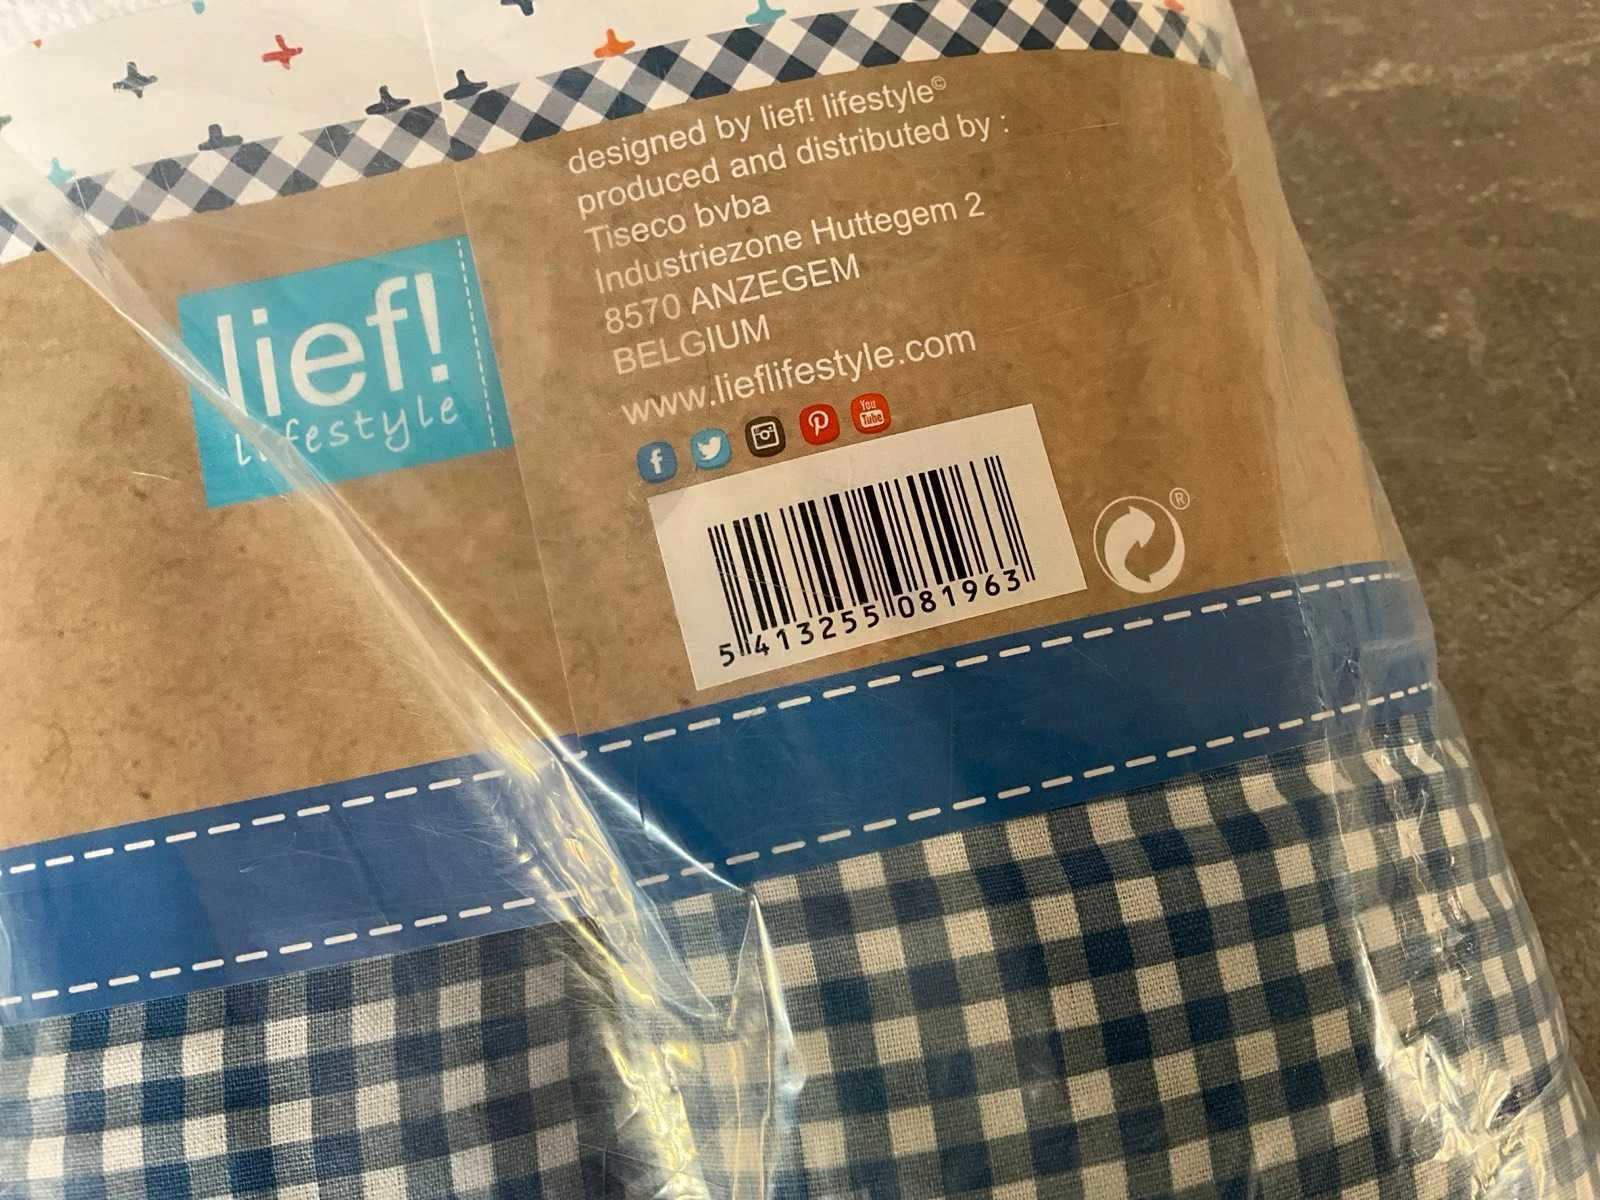 designed by lief! lifestyle©
produced and distributed by :
Tiseco bvba
Industriezone Huttegem 2
8570 ANZEGEM
BELGIUM
www.lieflifestyle.com
lief!
lifestyle
f
You
Tube
5 413255 081963
®